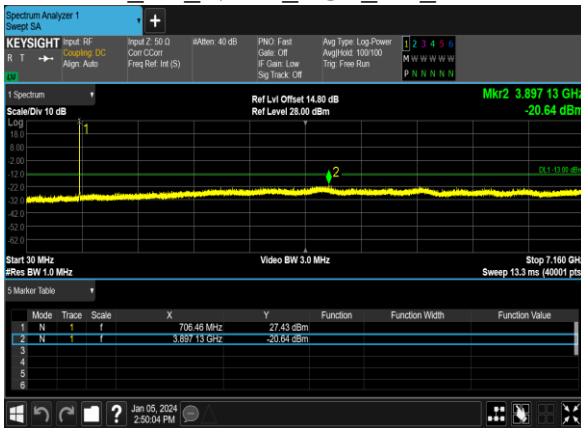 Spectrum Analyzer 1
Swept SA
KEYSIGHT
R T
LV
Input: RF
Coupling: DC
Align: Auto
Input Z: 50 Ω
Corr CCorr
Freq Ref: Int (S)
#Atten: 40 dB
PNO: Fast
Gate: Off
IF Gain: Low
Sig Track: Off
Avg Type: Log-Power
Avg|Hold: 100/100
Trig: Free Run
1 2 3 4 5 6
M W W W W W
P N N N N N
1 Spectrum
Scale/Div 10 dB
Ref Lvl Offset 14.80 dB
Ref Level 28.00 dBm
Mkr2 3.897 13 GHz
-20.64 dBm
Log
18.0
8.00
-2.00
-12.0
-22.0
-32.0
-42.0
-52.0
-62.0
1
2
DL1 -13.00 dBm
Start 30 MHz
#Res BW 1.0 MHz
Video BW 3.0 MHz
Stop 7.160 GHz
Sweep 13.3 ms (40001 pts
5 Marker Table
Mode Trace Scale X Y Function Function Width Function Value
1 N 1 f 706.46 MHz 27.43 dBm
2 N 1 f 3.897 13 GHz -20.64 dBm
3
4
5
6
Jan 05, 2024
2:50:04 PM